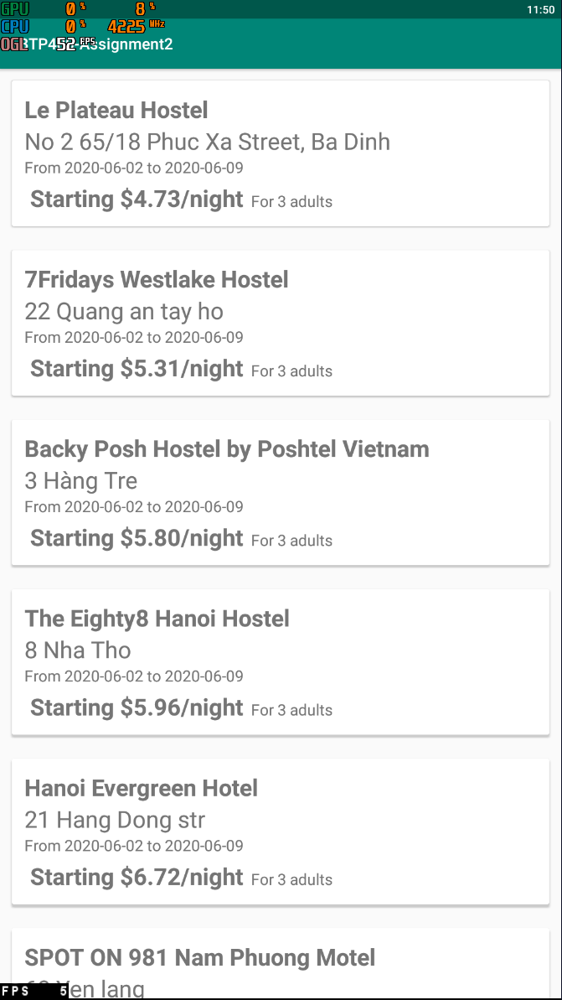 GPU 0 % 8 %
11:50
CPU 0 % 4225 MHz
OGL 52 FPS
BTP4 Assignment2
Le Plateau Hostel
No 2 65/18 Phuc Xa Street, Ba Dinh
From 2020-06-02 to 2020-06-09
Starting $4.73/night For 3 adults
7Fridays Westlake Hostel
22 Quang an tay ho
From 2020-06-02 to 2020-06-09
Starting $5.31/night For 3 adults
Backy Posh Hostel by Poshtel Vietnam
3 Hàng Tre
From 2020-06-02 to 2020-06-09
Starting $5.80/night For 3 adults
The Eighty8 Hanoi Hostel
8 Nha Tho
From 2020-06-02 to 2020-06-09
Starting $5.96/night For 3 adults
Hanoi Evergreen Hotel
21 Hang Dong str
From 2020-06-02 to 2020-06-09
Starting $6.72/night For 3 adults
SPOT ON 981 Nam Phuong Motel
Yen lang
FPS 5